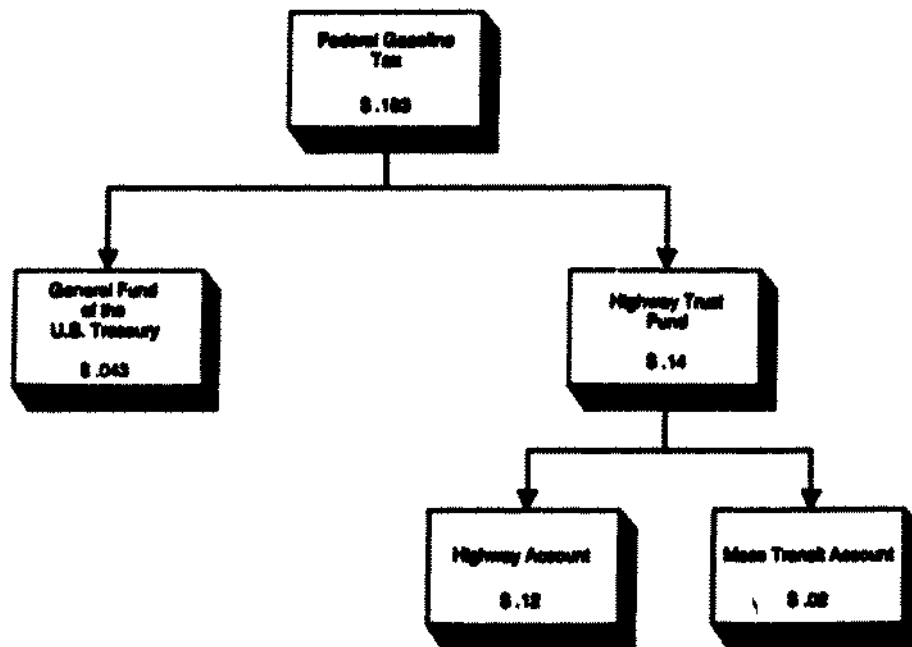 Federal Gasoline
Tax
$ .183
General Fund
of the
U.S. Treasury
$ .043
Highway Trust
Fund
$ .14
Highway Account
$ .12
Mass Transit Account
$ .02